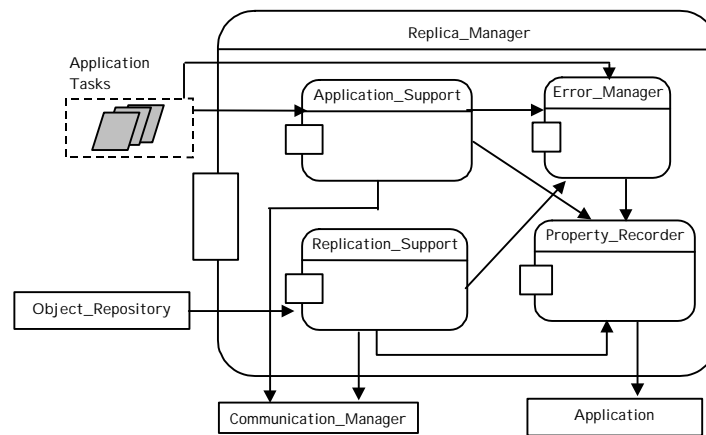 Replica_Manager
Application
Tasks
Application_Support
Error_Manager
Replication_Support
Property_Recorder
Object_Repository
Communication_Manager
Application